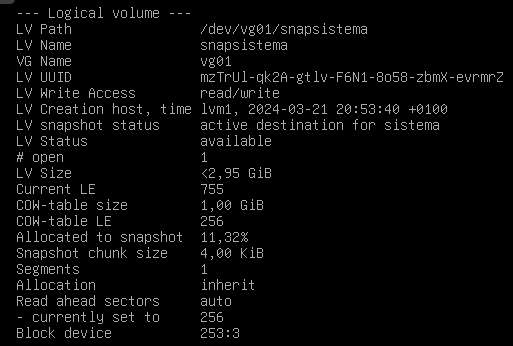 --- Logical volume ---
LV Path /dev/vg01/snapsistema
LV Name snapsistema
VG Name vg01
LV UUID mzTrUl-qk2A-gtlv-F6N1-8o58-zbmX-evrmrZ
LV Write Access read/write
LV Creation host, time lvm1, 2024-03-21 20:53:40 +0100
LV snapshot status active destination for sistema
LV Status available
# open 1
LV Size <2,95 GiB
Current LE 755
COW-table size 1,00 GiB
COW-table LE 256
Allocated to snapshot 11,32%
Snapshot chunk size 4,00 KiB
Segments 1
Allocation inherit
Read ahead sectors auto
- currently set to 256
Block device 253:3